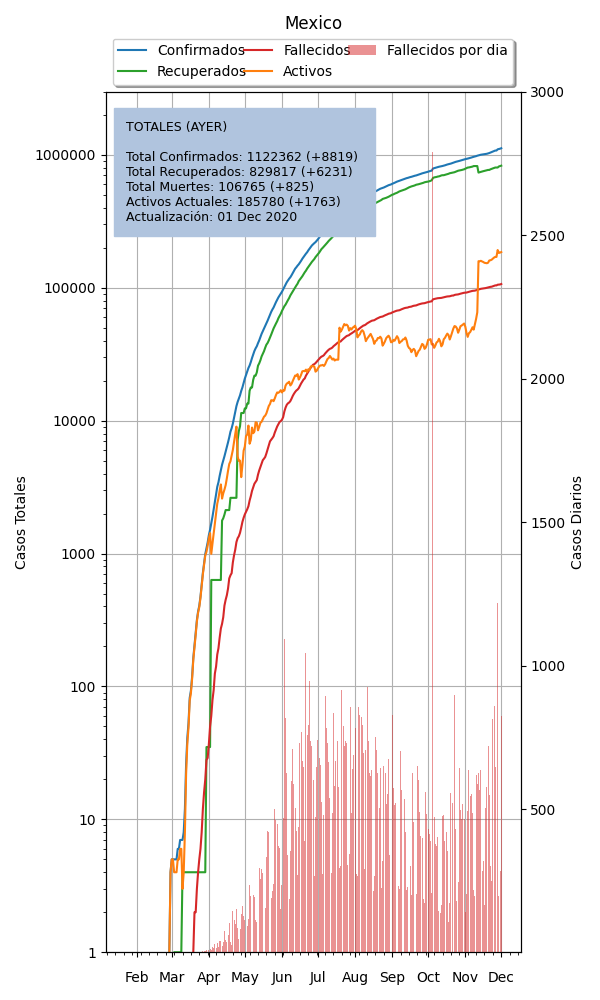 Mexico
Confirmados
Recuperados
Fallecidos
Activos
Fallecidos por dia
TOTALES (AYER)
Total Confirmados: 1122362 (+8819)
Total Recuperados: 829817 (+6231)
Total Muertes: 106765 (+825)
Activos Actuales: 185780 (+1763)
Actualización: 01 Dec 2020
Casos Totales
1000000
100000
10000
1000
100
10
1
3000
2500
2000
1500
1000
500
Casos Diarios
Feb Mar Apr May Jun Jul Aug Sep Oct Nov Dec